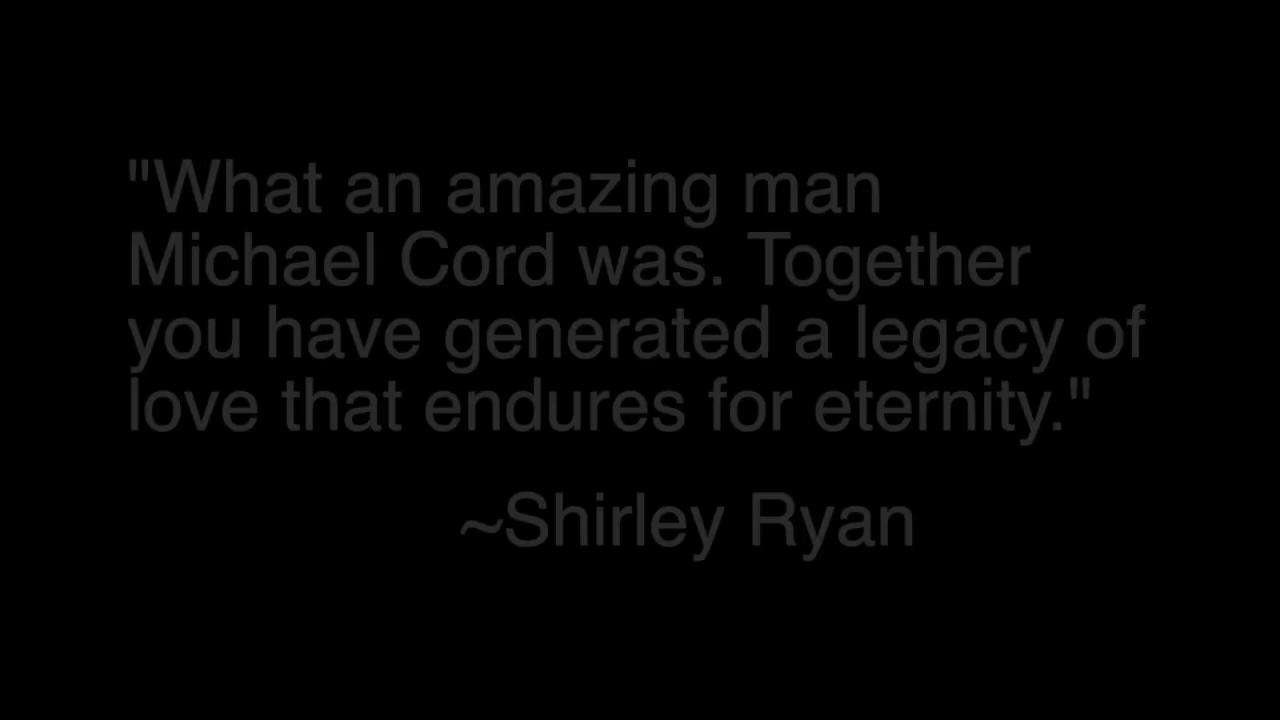 "What an amazing man
Michael Cord was. Together
you have generated a legacy of
love that endures for eternity."
~Shirley Ryan